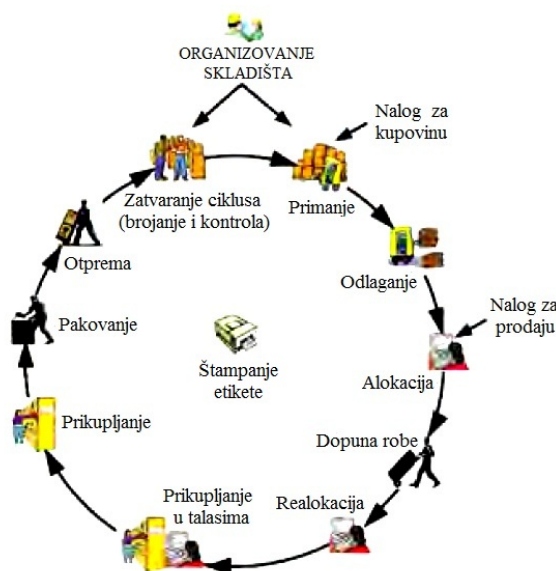 ORGANIZOVANJE
SKLADIŠTA
Nalog za
kupovinu
Zatvaranje ciklusa
(brojanje i kontrola)
Primanje
Otprema
Odlaganje
Nalog za
prodaju
Pakovanje
Štampanje
etikete
Alokacija
Prikupljanje
Dopuna robe
Prikupljanje
u talasima
Realokacija